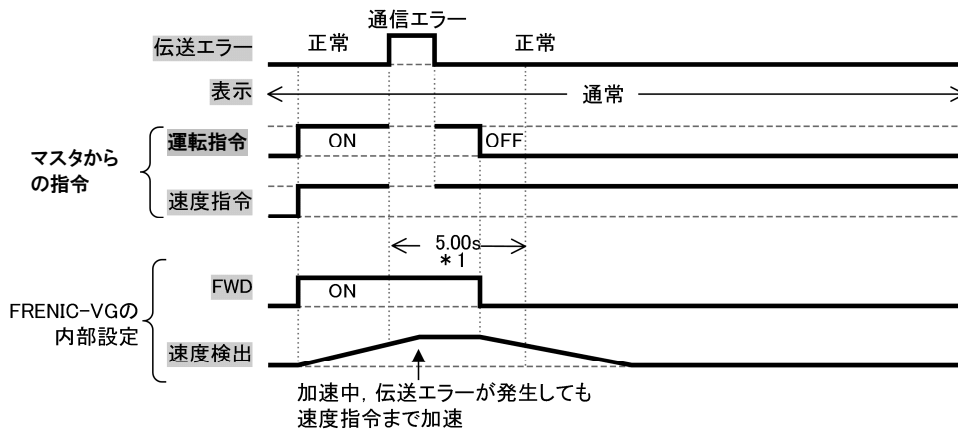 通信エラー
伝送エラー
正常
正常
表示
通常
マスタから
の指令
運転指令
ON
OFF
速度指令
5.00s
*1
FRENIC-VGの
内部設定
FWD
ON
速度検出
加速中, 伝送エラーが発生しても
速度指令まで加速